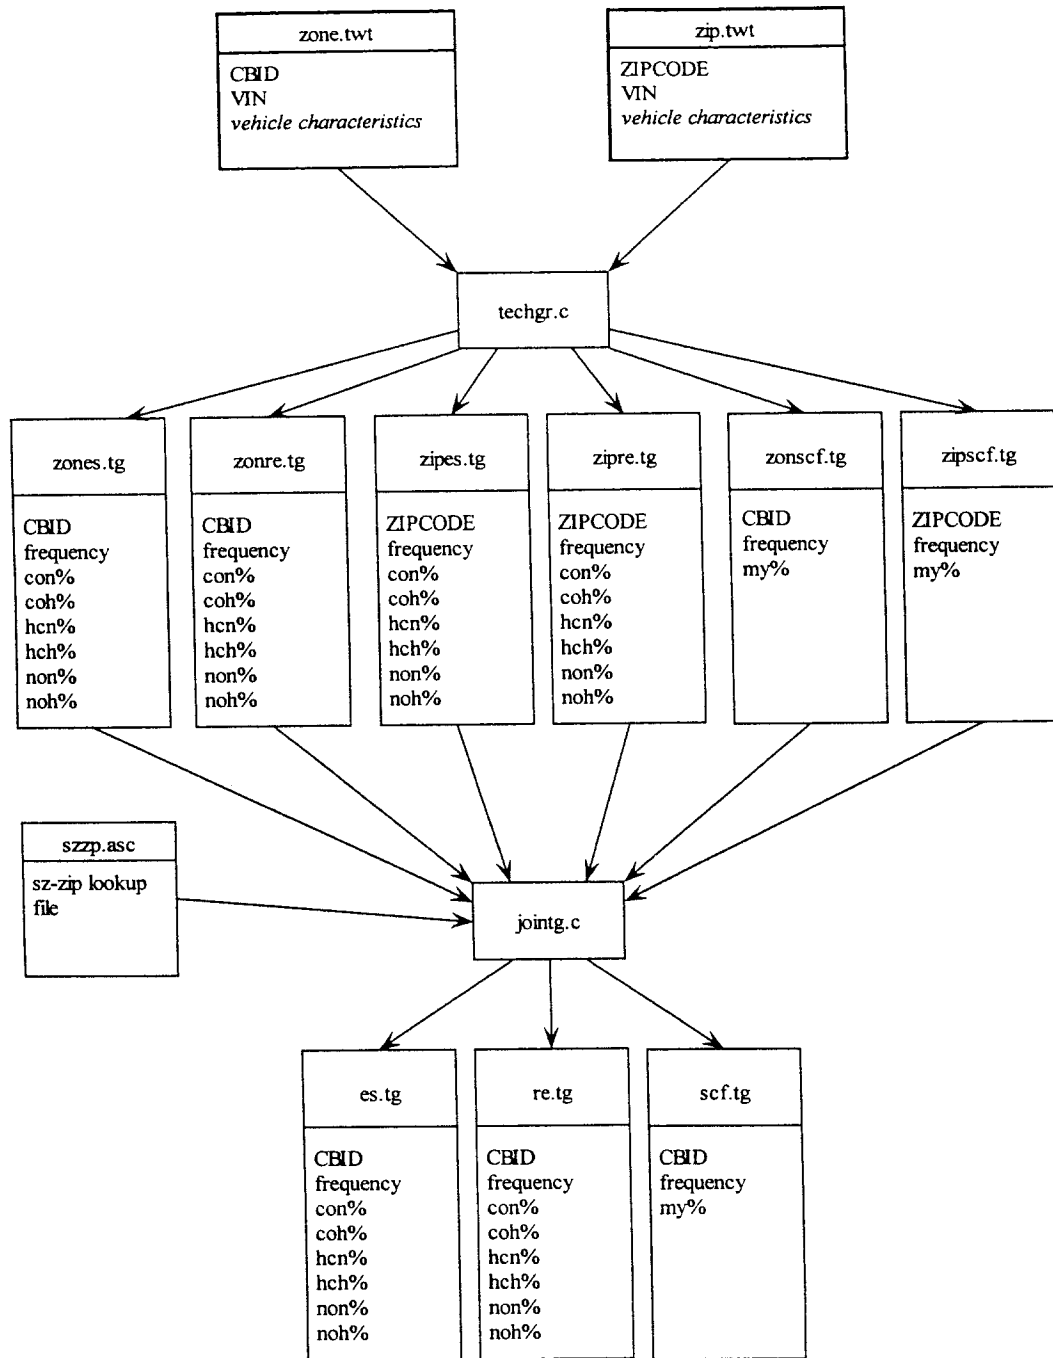 zone.twt
CBID
VIN
vehicle characteristics
zip.twt
ZIPCODE
VIN
vehicle characteristics
techgr.c
zones.tg
CBID
frequency
con%
coh%
hcn%
hch%
non%
noh%
zonre.tg
CBID
frequency
con%
coh%
hcn%
hch%
non%
noh%
zipes.tg
ZIPCODE
frequency
con%
coh%
hcn%
hch%
non%
noh%
zipre.tg
ZIPCODE
frequency
con%
coh%
hcn%
hch%
non%
noh%
zonscf.tg
CBID
frequency
my%
zipscf.tg
ZIPCODE
frequency
my%
szzp.asc
sz-zip lookup
file
jointg.c
es.tg
CBID
frequency
con%
coh%
hcn%
hch%
non%
noh%
re.tg
CBID
frequency
con%
coh%
hcn%
hch%
non%
noh%
scf.tg
CBID
frequency
my%